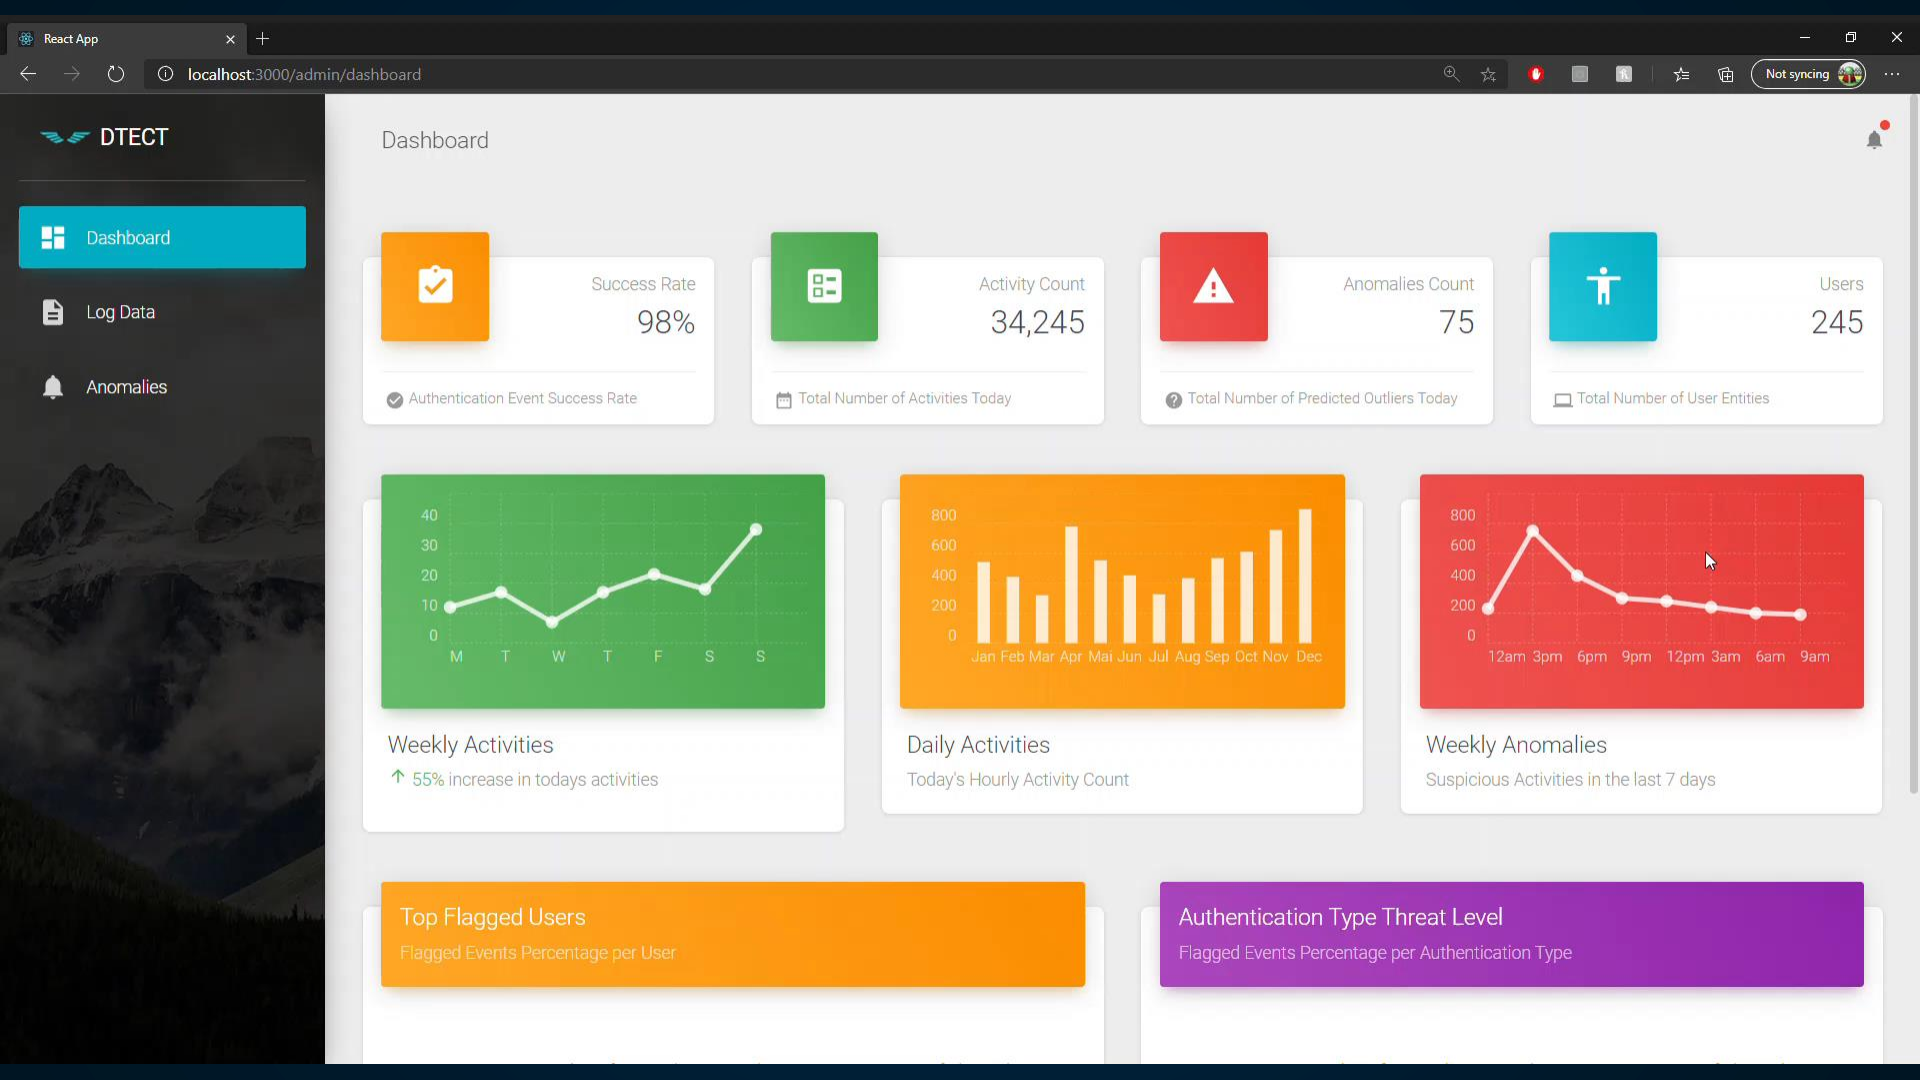 React App
localhost:3000/admin/dashboard
Not syncing
DTECT
Dashboard
Log Data
Anomalies
Dashboard
Success Rate
98%
Authentication Event Success Rate
Activity Count
34,245
Total Number of Activities Today
Anomalies Count
75
Total Number of Predicted Outliers Today
Users
245
Total Number of User Entities
40
30
20
10
0
M T W T F S S
Weekly Activities
55% increase in todays activities
800
600
400
200
0
Jan Feb Mar Apr Mai Jun Jul Aug Sep Oct Nov Dec
Daily Activities
Today's Hourly Activity Count
800
600
400
200
0
12am 3pm 6pm 9pm 12pm 3am 6am 9am
Weekly Anomalies
Suspicious Activities in the last 7 days
Top Flagged Users
Flagged Events Percentage per User
Authentication Type Threat Level
Flagged Events Percentage per Authentication Type